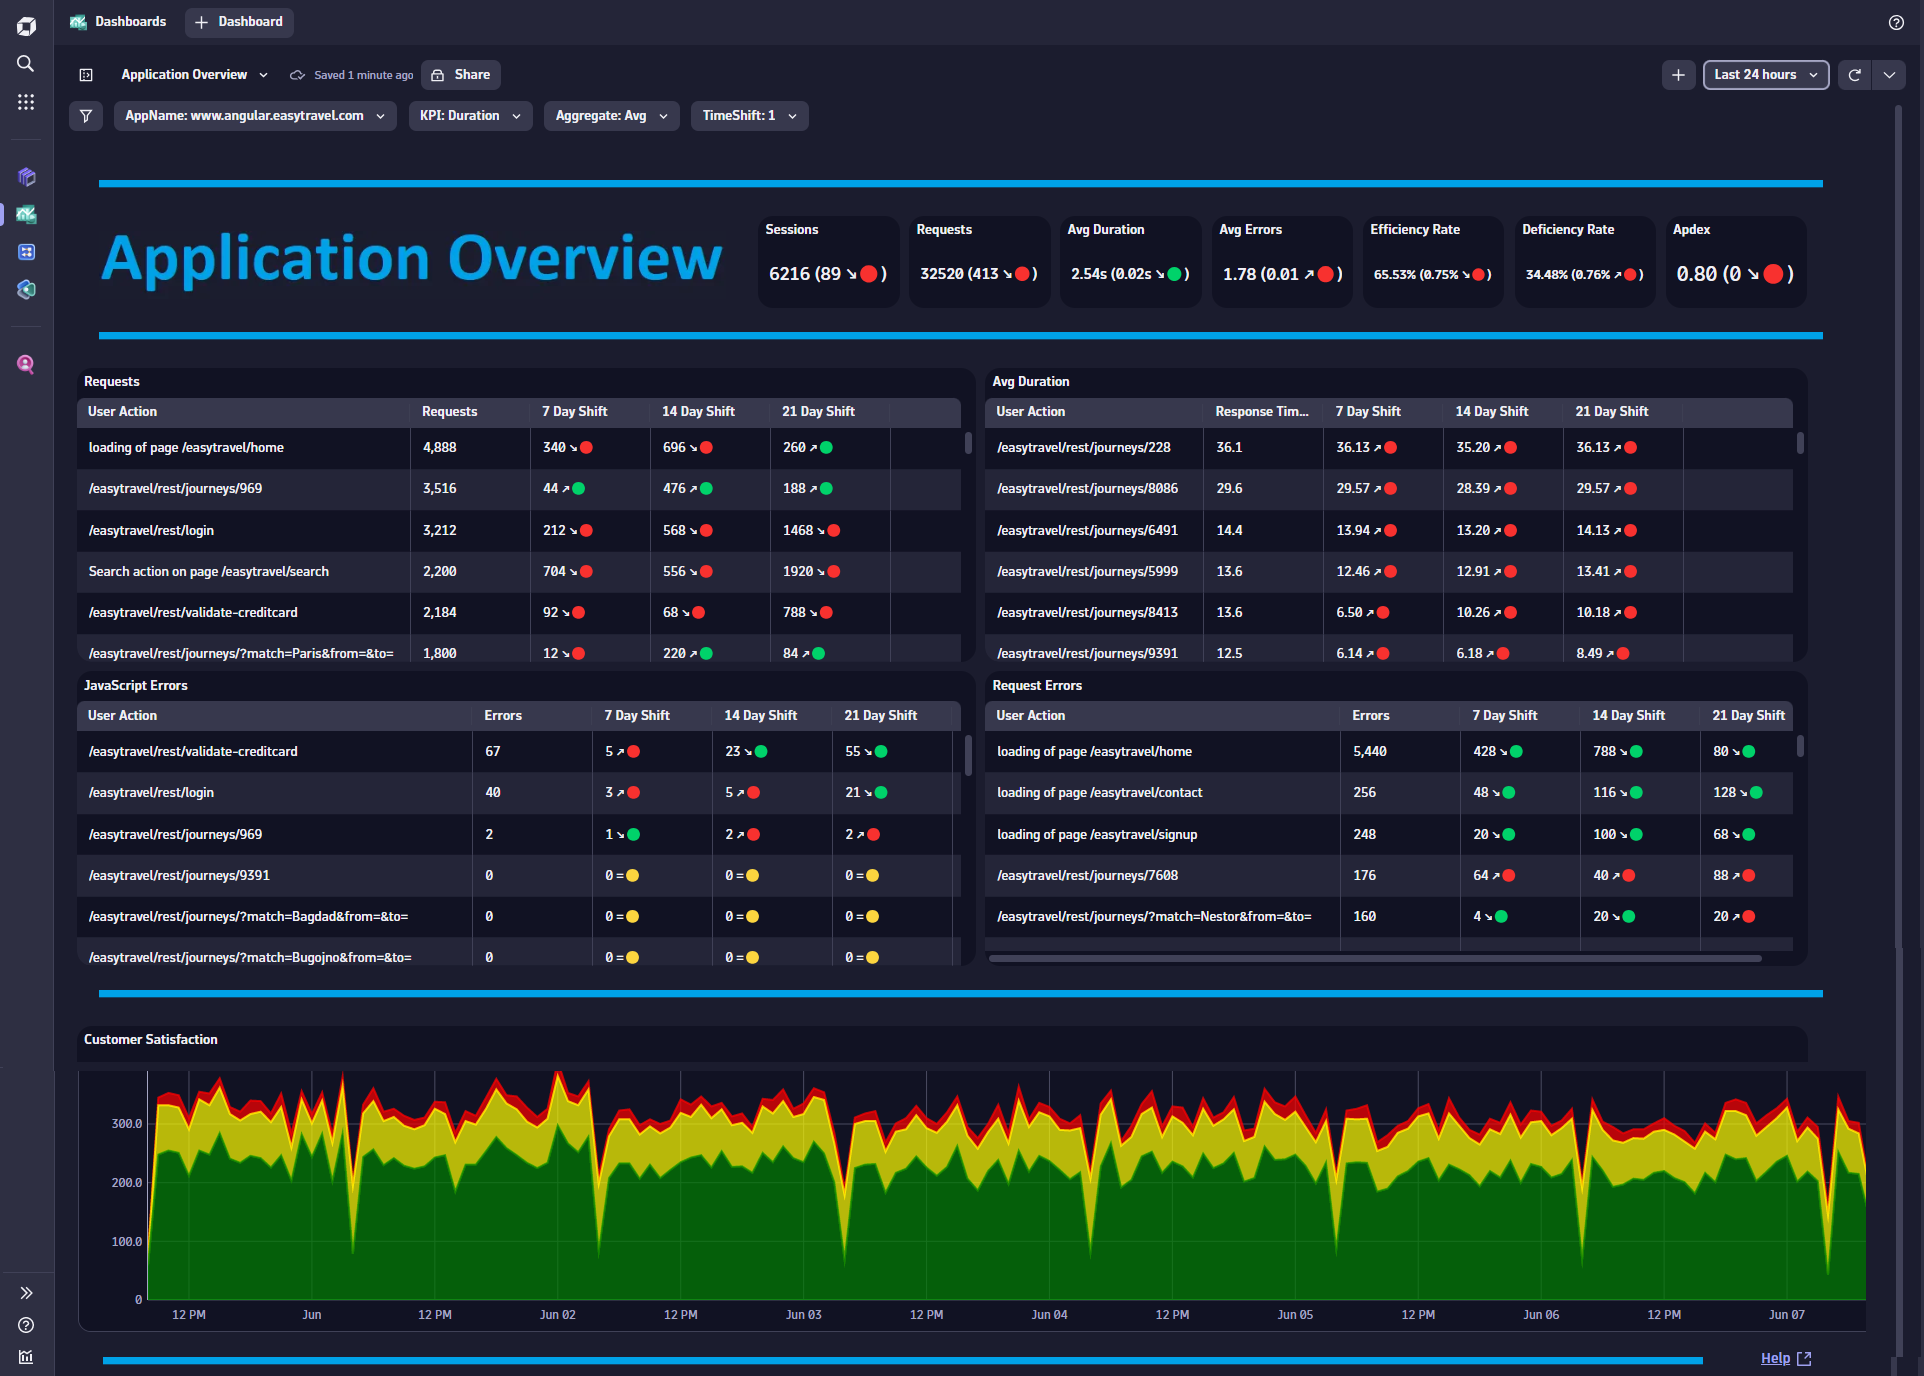 Dashboards
Dashboard
Application Overview
Saved 1 minute ago
Share
Last 24 hours
AppName: www.angular.easytravel.com
KPI: Duration
Aggregate: Avg
TimeShift: 1
Application Overview
Sessions
6216 (89 ↘ )
Requests
32520 (413 ↘ )
Avg Duration
2.54s (0.02s ↘ )
Avg Errors
1.78 (0.01 ↗ )
Efficiency Rate
65.53% (0.75% ↘ )
Deficiency Rate
34.48% (0.76% ↗ )
Apdex
0.80 (0 ↘ )
Requests
User Action Requests 7 Day Shift 14 Day Shift 21 Day Shift
loading of page /easytravel/home 4,888 340 ↘ 696 ↘ 260 ↗
/easytravel/rest/journeys/969 3,516 44 ↗ 476 ↗ 188 ↗
/easytravel/rest/login 3,212 212 ↘ 568 ↘ 1468 ↘
Search action on page /easytravel/search 2,200 704 ↘ 556 ↘ 1920 ↘
/easytravel/rest/validate-creditcard 2,184 92 ↘ 68 ↘ 788 ↘
/easytravel/rest/journeys/?match=Paris&from=&to= 1,800 12 ↘ 220 ↗ 84 ↗
Avg Duration
User Action Response Tim... 7 Day Shift 14 Day Shift 21 Day Shift
/easytravel/rest/journeys/228 36.1 36.13 ↗ 35.20 ↗ 36.13 ↗
/easytravel/rest/journeys/8086 29.6 29.57 ↗ 28.39 ↗ 29.57 ↗
/easytravel/rest/journeys/6491 14.4 13.94 ↗ 13.20 ↗ 14.13 ↗
/easytravel/rest/journeys/5999 13.6 12.46 ↗ 12.91 ↗ 13.41 ↗
/easytravel/rest/journeys/8413 13.6 6.50 ↗ 10.26 ↗ 10.18 ↗
/easytravel/rest/journeys/9391 12.5 6.14 ↗ 6.18 ↗ 8.49 ↗
JavaScript Errors
User Action Errors 7 Day Shift 14 Day Shift 21 Day Shift
/easytravel/rest/validate-creditcard 67 5 ↗ 23 ↘ 55 ↘
/easytravel/rest/login 40 3 ↗ 5 ↗ 21 ↘
/easytravel/rest/journeys/969 2 1 ↘ 2 ↗ 2 ↗
/easytravel/rest/journeys/9391 0 0 = 0 = 0 =
/easytravel/rest/journeys/?match=Bagdad&from=&to= 0 0 = 0 = 0 =
/easytravel/rest/journeys/?match=Bugojno&from=&to= 0 0 = 0 = 0 =
Request Errors
User Action Errors 7 Day Shift 14 Day Shift 21 Day Shift
loading of page /easytravel/home 5,440 428 ↘ 788 ↘ 80 ↘
loading of page /easytravel/contact 256 48 ↘ 116 ↘ 128 ↘
loading of page /easytravel/signup 248 20 ↘ 100 ↘ 68 ↘
/easytravel/rest/journeys/7608 176 64 ↗ 40 ↗ 88 ↗
/easytravel/rest/journeys/?match=Nestor&from=&to= 160 4 ↘ 20 ↘ 20 ↗
Customer Satisfaction
300.0
200.0
100.0
0
12 PM Jun 12 PM Jun 02 12 PM Jun 03 12 PM Jun 04 12 PM Jun 05 12 PM Jun 06 12 PM Jun 07
Help